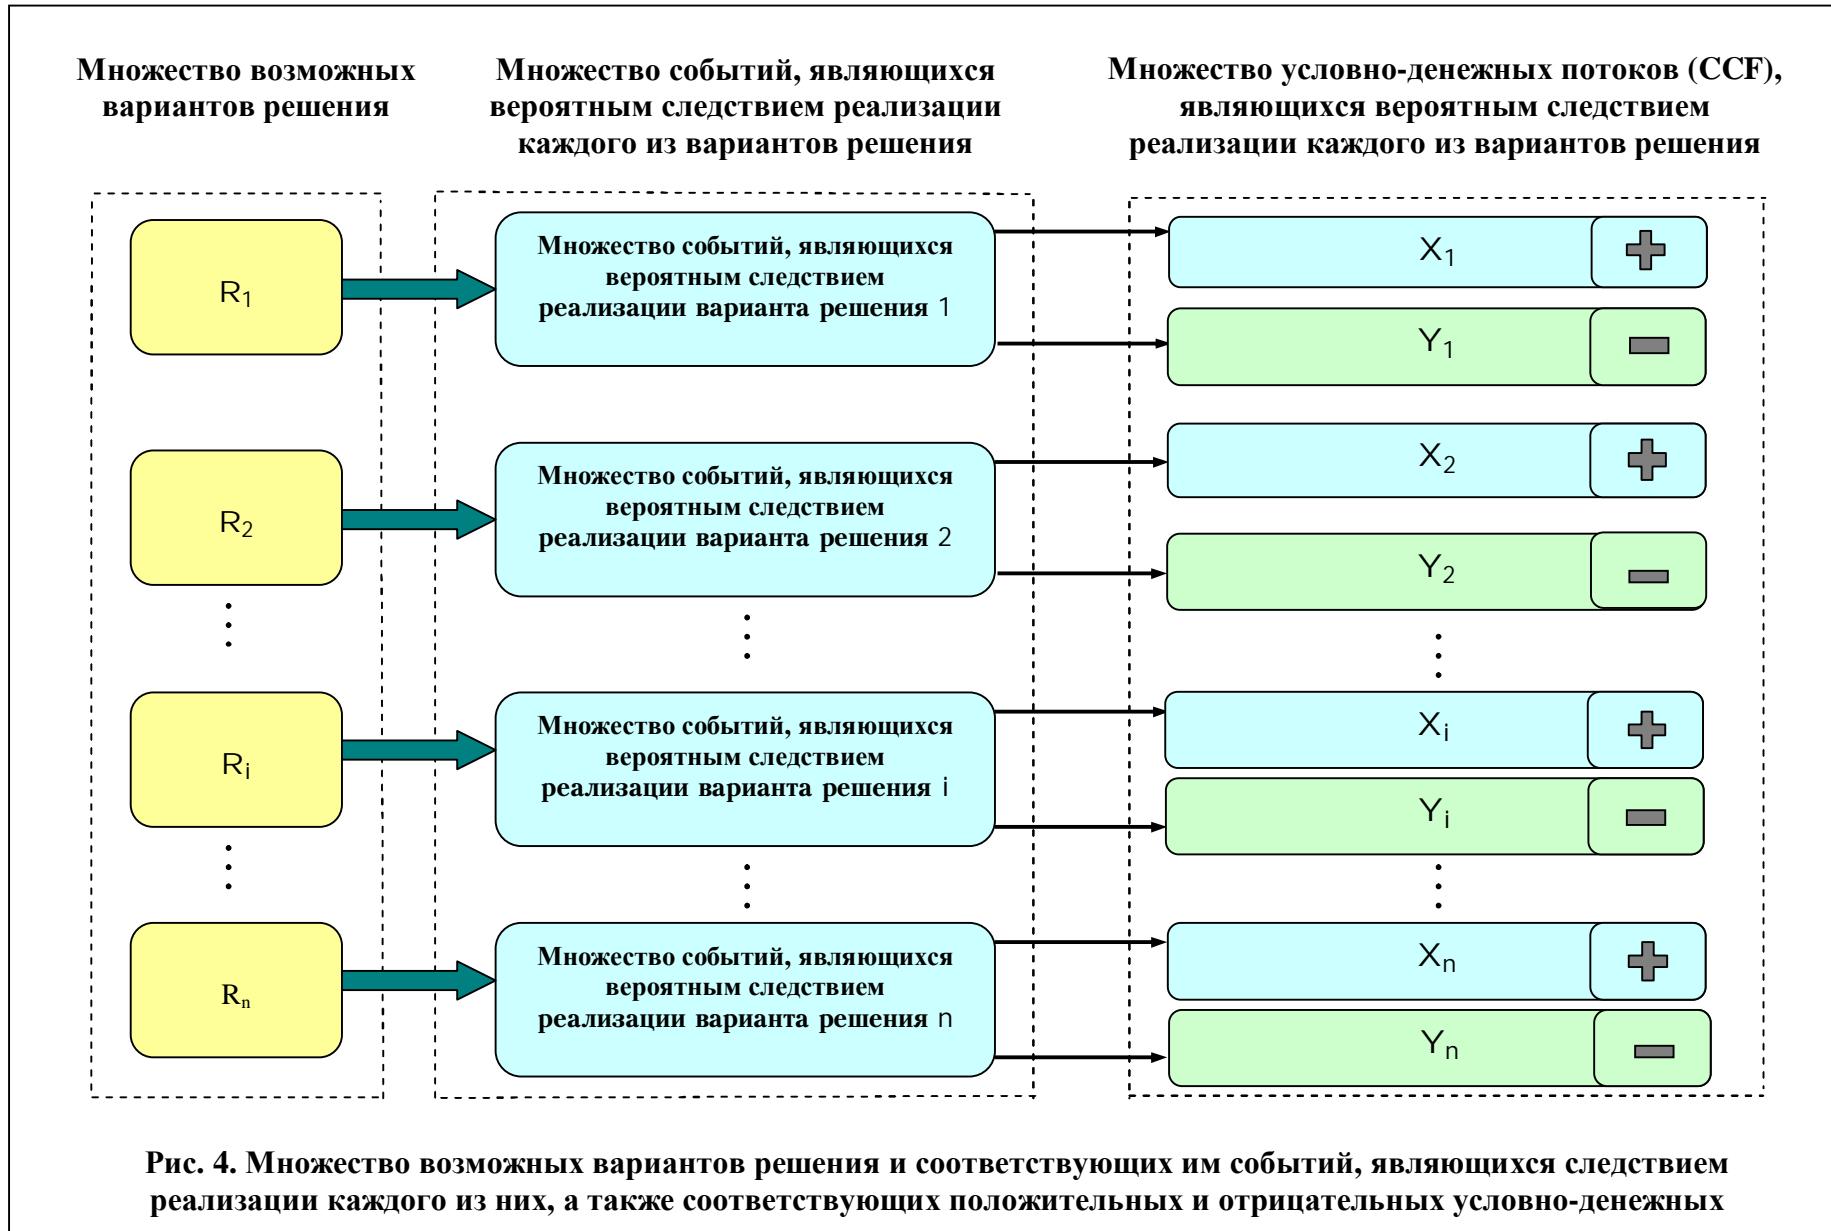 Множество возможных
вариантов решения
Множество событий, являющихся
вероятным следствием реализации
каждого из вариантов решения
Множество условно-денежных потоков (CCF),
являющихся вероятным следствием
реализации каждого из вариантов решения
R1
Множество событий, являющихся
вероятным следствием
реализации варианта решения 1
X1
Y1
R2
Множество событий, являющихся
вероятным следствием
реализации варианта решения 2
X2
Y2
Ri
Множество событий, являющихся
вероятным следствием
реализации варианта решения i
Xi
Yi
Rn
Множество событий, являющихся
вероятным следствием
реализации варианта решения n
Xn
Yn
Рис. 4. Множество возможных вариантов решения и соответствующих им событий, являющихся следствием
реализации каждого из них, а также соответствующих положительных и отрицательных условно-денежных